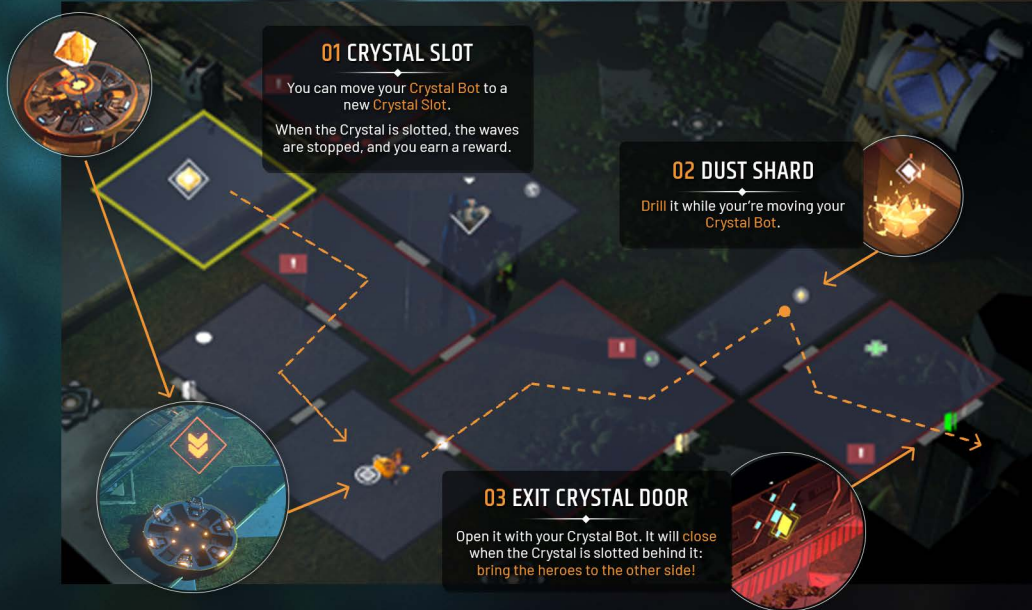 01 CRYSTAL SLOT
You can move your Crystal Bot to a
new Crystal Slot.
When the Crystal is slotted, the waves
are stopped, and you earn a reward.
02 DUST SHARD
Drill it while your're moving your
Crystal Bot.
03 EXIT CRYSTAL DOOR
Open it with your Crystal Bot. It will close
when the Crystal is slotted behind it:
bring the heroes to the other side!